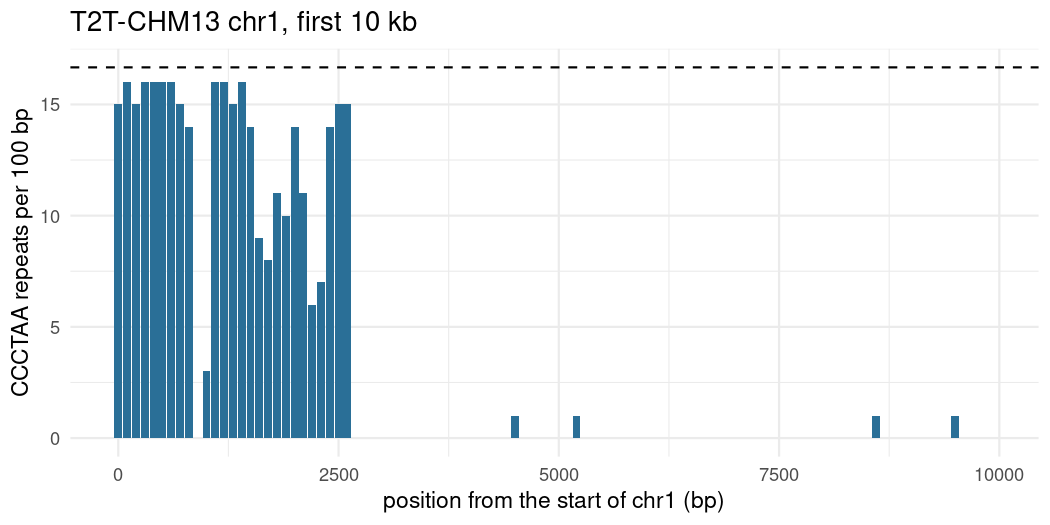 T2T-CHM13 chr1, first 10 kb
CCCTAA repeats per 100 bp
15
10
5
0
0 2500 5000 7500 10000
position from the start of chr1 (bp)